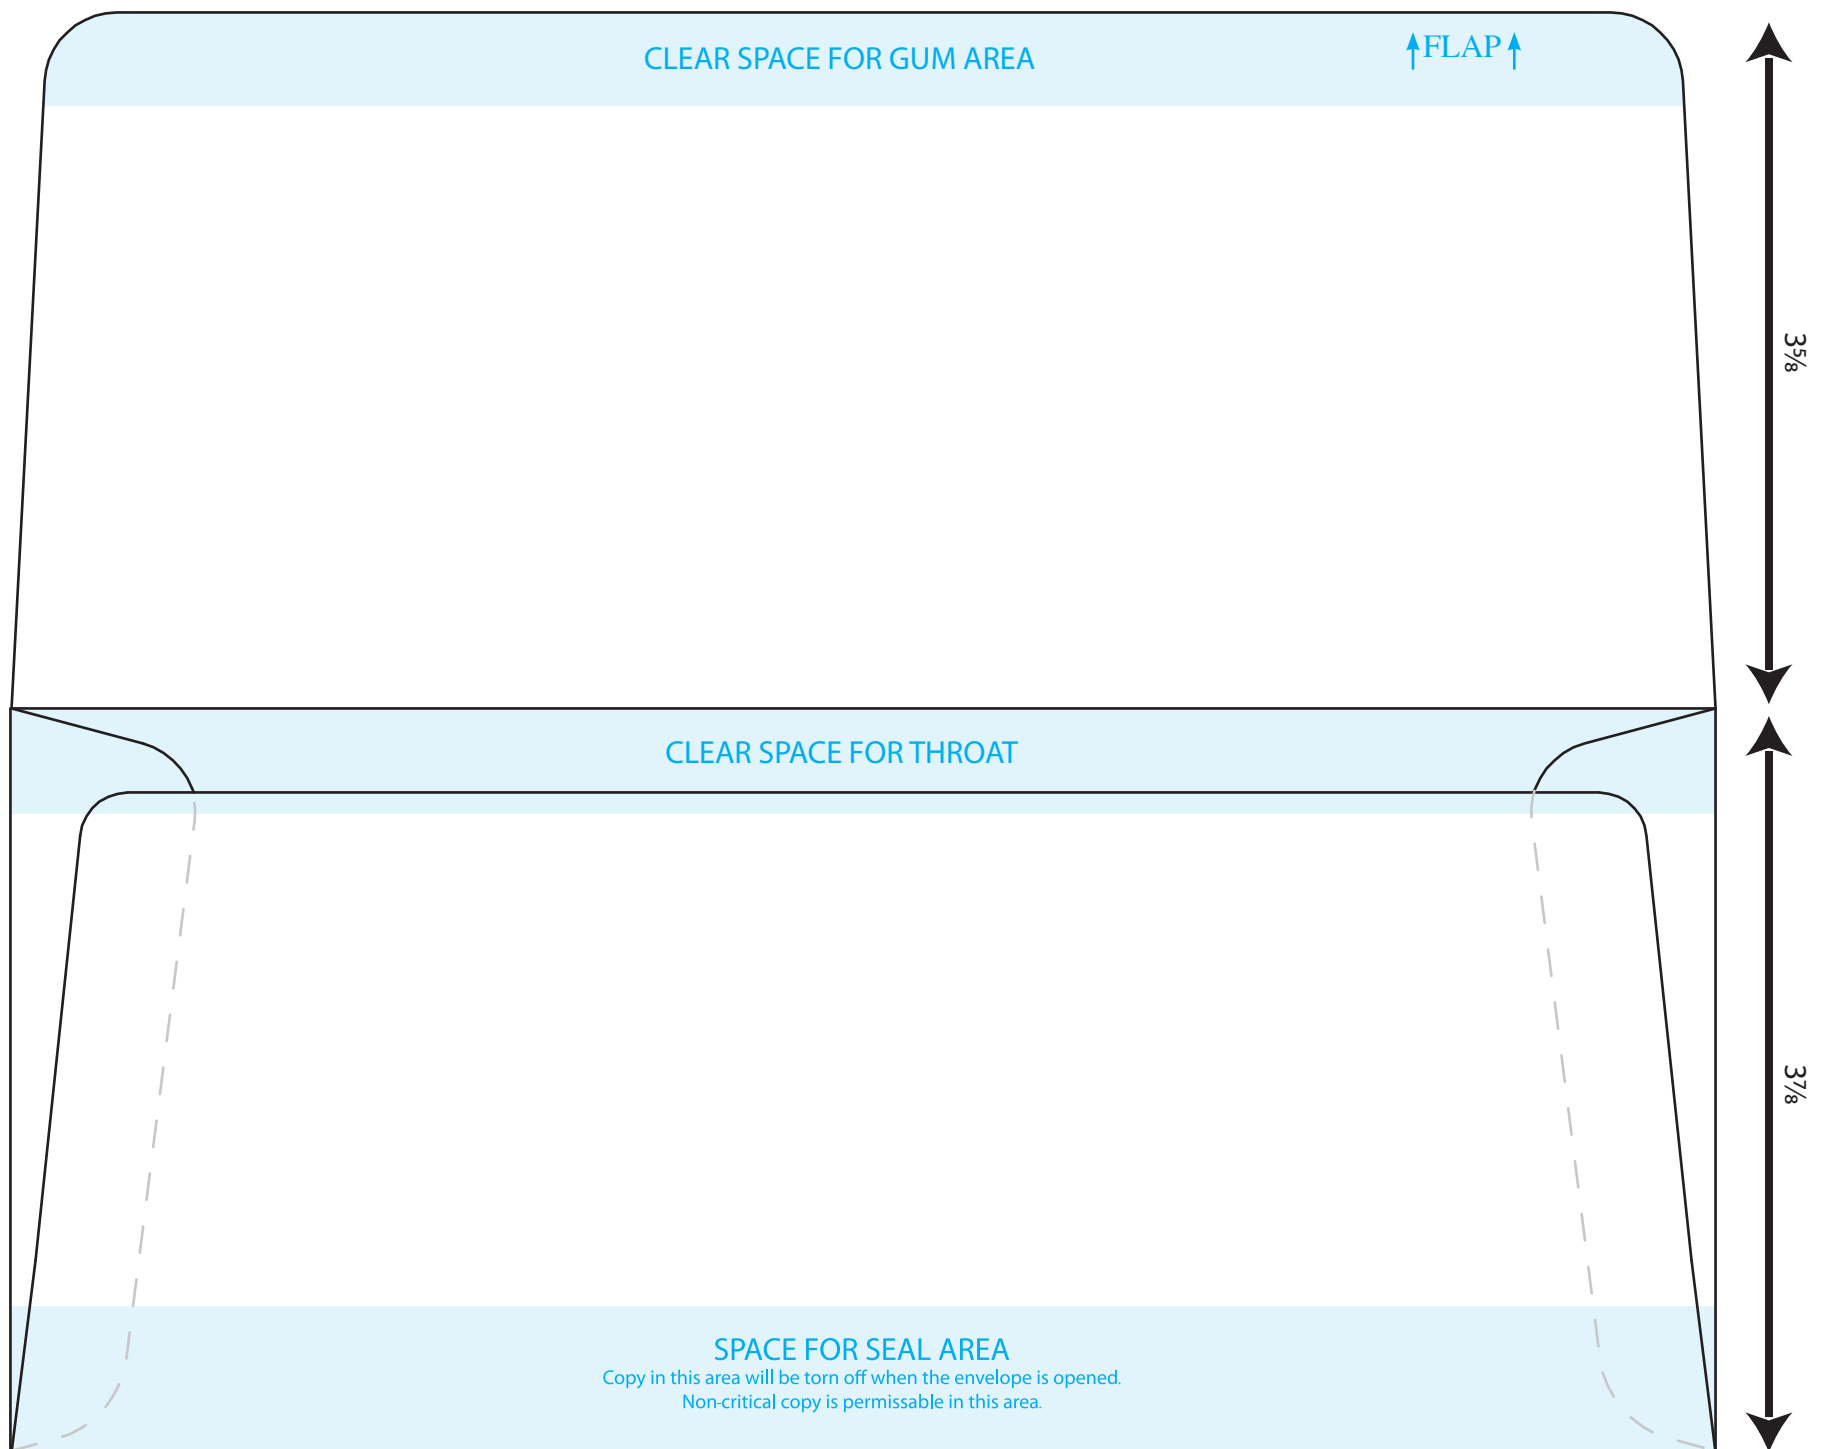 CLEAR SPACE FOR GUM AREA
FLAP
3⅝
CLEAR SPACE FOR THROAT
3⅞
SPACE FOR SEAL AREA
Copy in this area will be torn off when the envelope is opened.
Non-critical copy is permissable in this area.